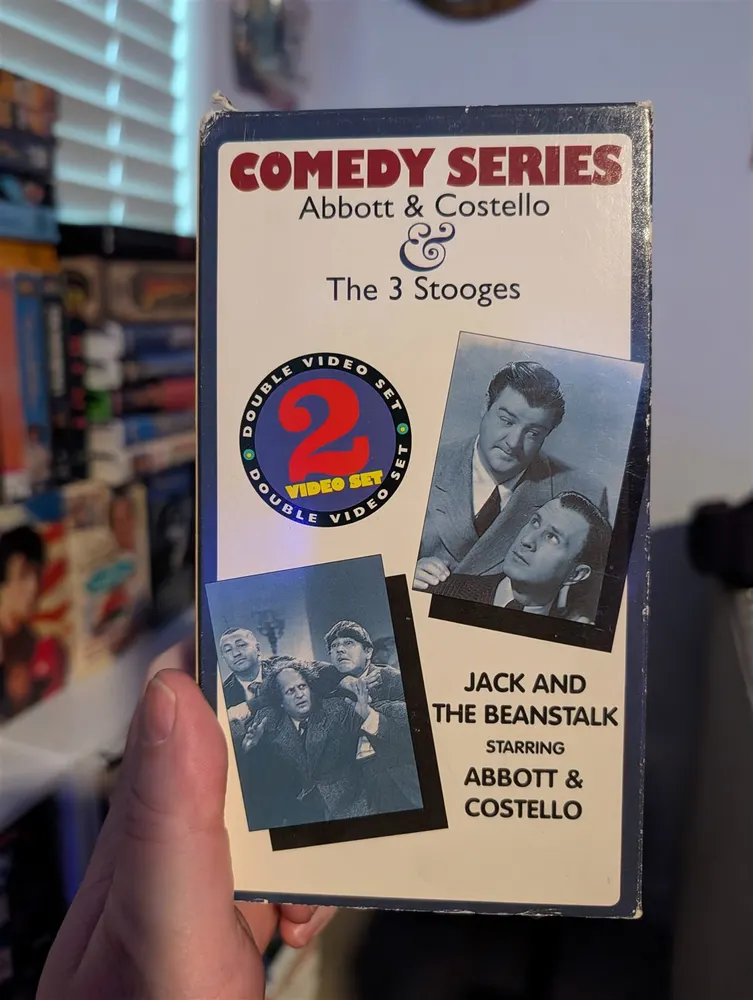 COMEDY SERIES
Abbott & Costello
&
The 3 Stooges
DOUBLE VIDEO SET
2
VIDEO SET
DOUBLE VIDEO SET
JACK AND
THE BEANSTALK
STARRING
ABBOTT &
COSTELLO